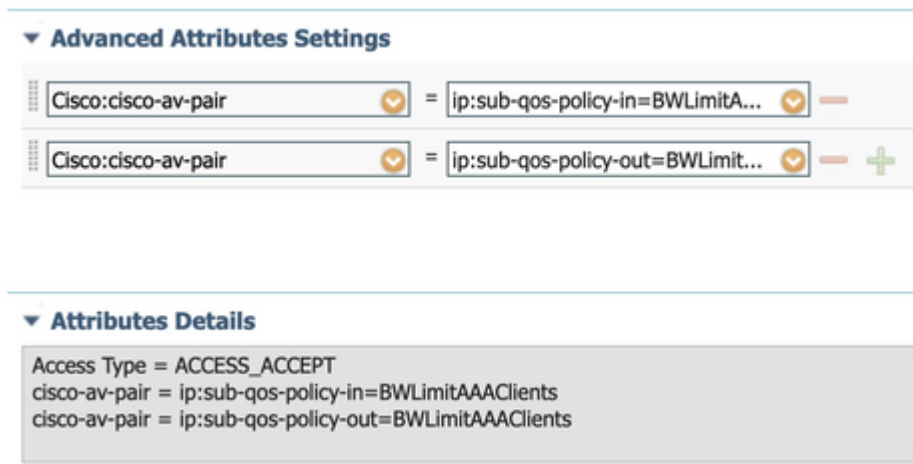 Advanced Attributes Settings
Cisco:cisco-av-pair = ip:sub-qos-policy-in=BWLimitA...
Cisco:cisco-av-pair = ip:sub-qos-policy-out=BWLimit...
Attributes Details
Access Type = ACCESS_ACCEPT
cisco-av-pair = ip:sub-qos-policy-in=BWLimitAAAClients
cisco-av-pair = ip:sub-qos-policy-out=BWLimitAAAClients